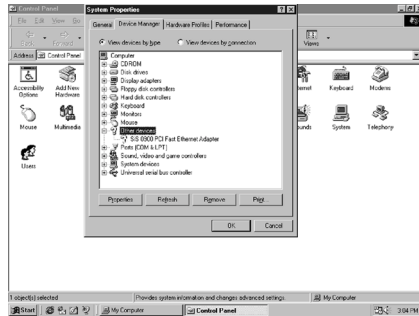 Control Panel
System Properties
File Edit View Go
General Device Manager Hardware Profiles Performance
Back Forward
Views
View devices by type View devices by connection
Address Control Panel
Computer
CDROM
Disk drives
Display adapters
Floppy disk controllers
Hard disk controllers
Keyboard
Monitors
Mouse
Other devices
SiS 0900 PCI Fast Ethernet Adapter
Ports (COM & LPT)
Sound, video and game controllers
System devices
Universal serial bus controller
Accessibility Options
Add New Hardware
Keyboard
Modems
Mouse
Multimedia
System
Telephony
Users
Properties Refresh Remove Print...
OK Cancel
1 object(s) selected Provides system information and changes advanced settings. My Computer
Start My Computer Control Panel 3:04 PM